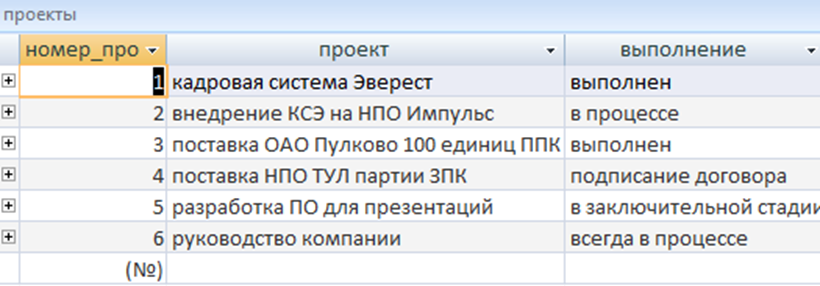 проекты
номер_про проект выполнение
1 кадровая система Эверест выполнен
2 внедрение КСЭ на НПО Импульс в процессе
3 поставка ОАО Пулково 100 единиц ППК выполнен
4 поставка НПО ТУЛ партии ЗПК подписание договора
5 разработка ПО для презентаций в заключительной стадии
6 руководство компании всегда в процессе
(№)